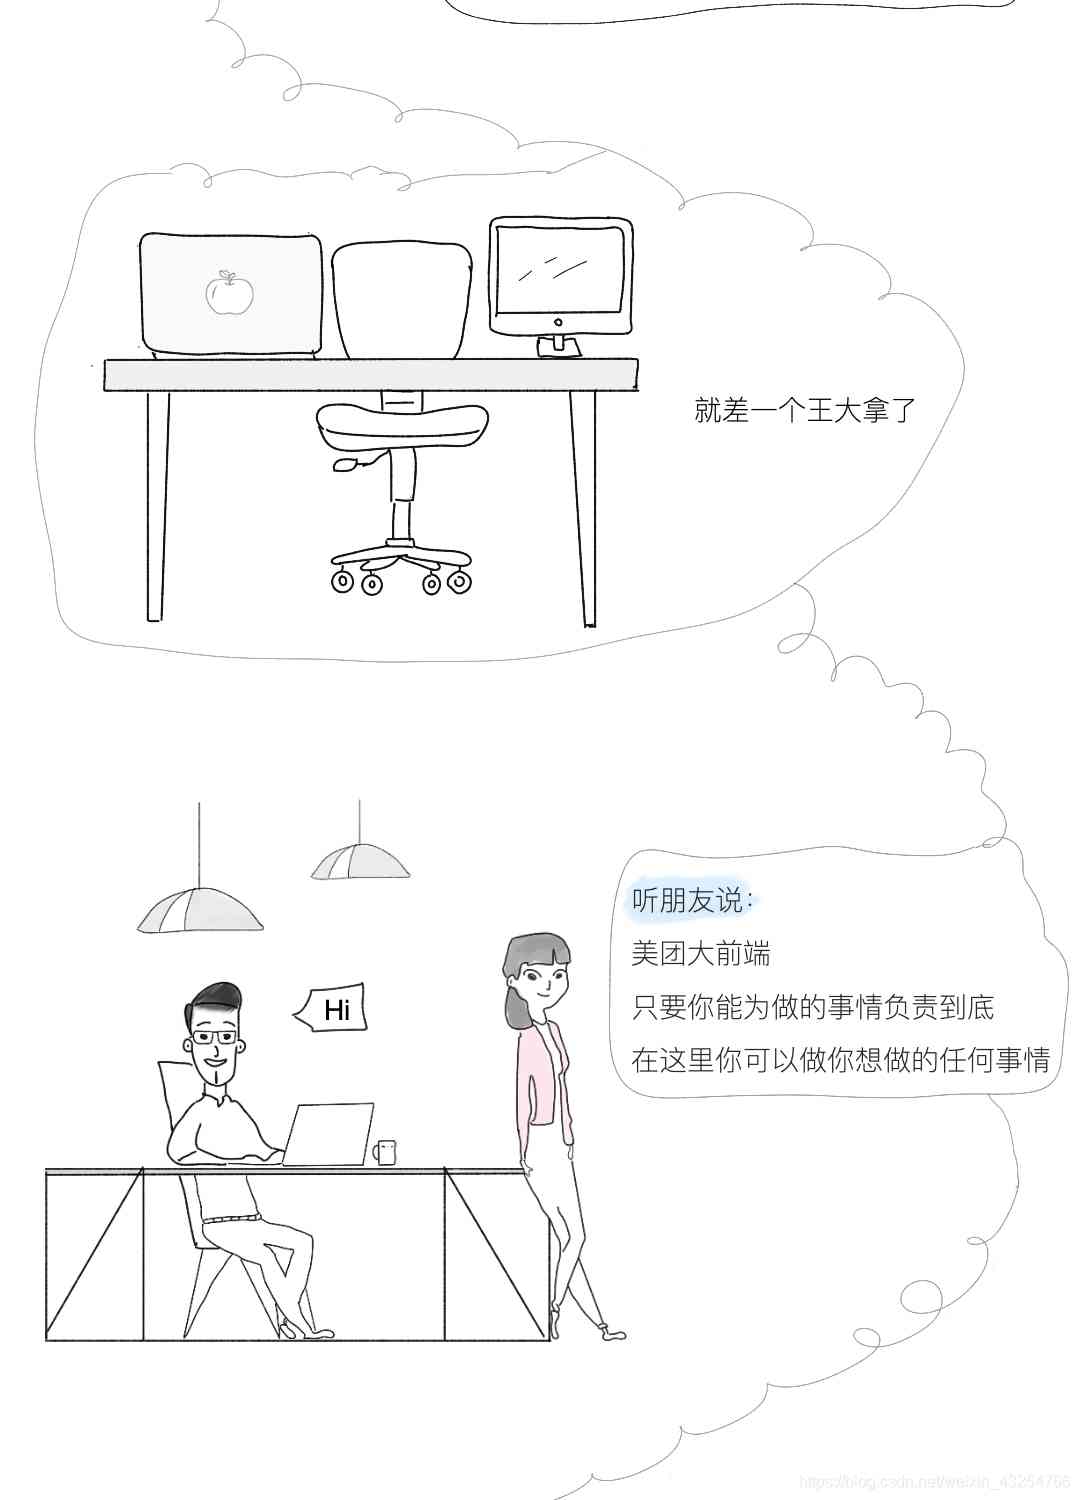 就差一个王大拿了
听朋友说：
美团大前端
只要你能为做的事情负责到底
在这里你可以做你想做的任何事情
Hi
https://blog.csdn.net/weixin_43254766